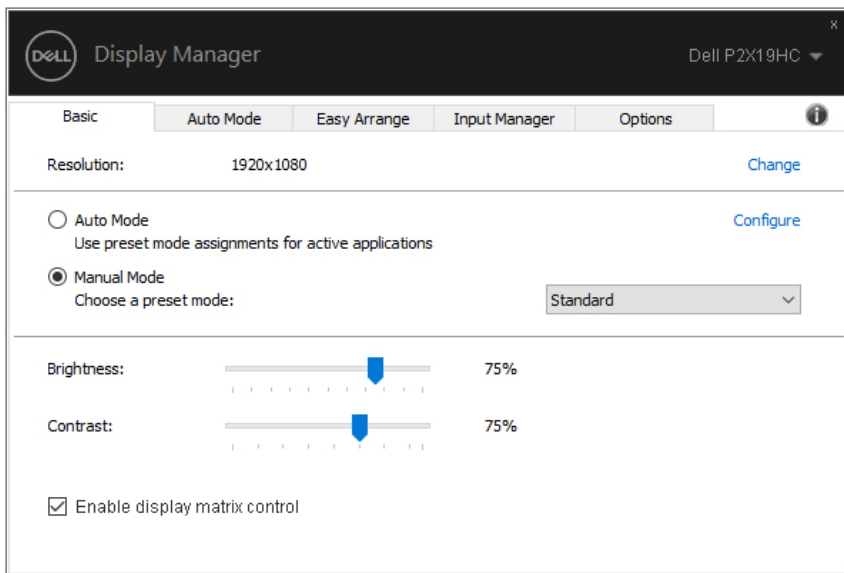 x
DELL Display Manager Dell P2X19HC
Basic Auto Mode Easy Arrange Input Manager Options i
Resolution: 1920x1080 Change
Auto Mode Configure
Use preset mode assignments for active applications
Manual Mode
Choose a preset mode: Standard
Brightness: 75%
Contrast: 75%
Enable display matrix control